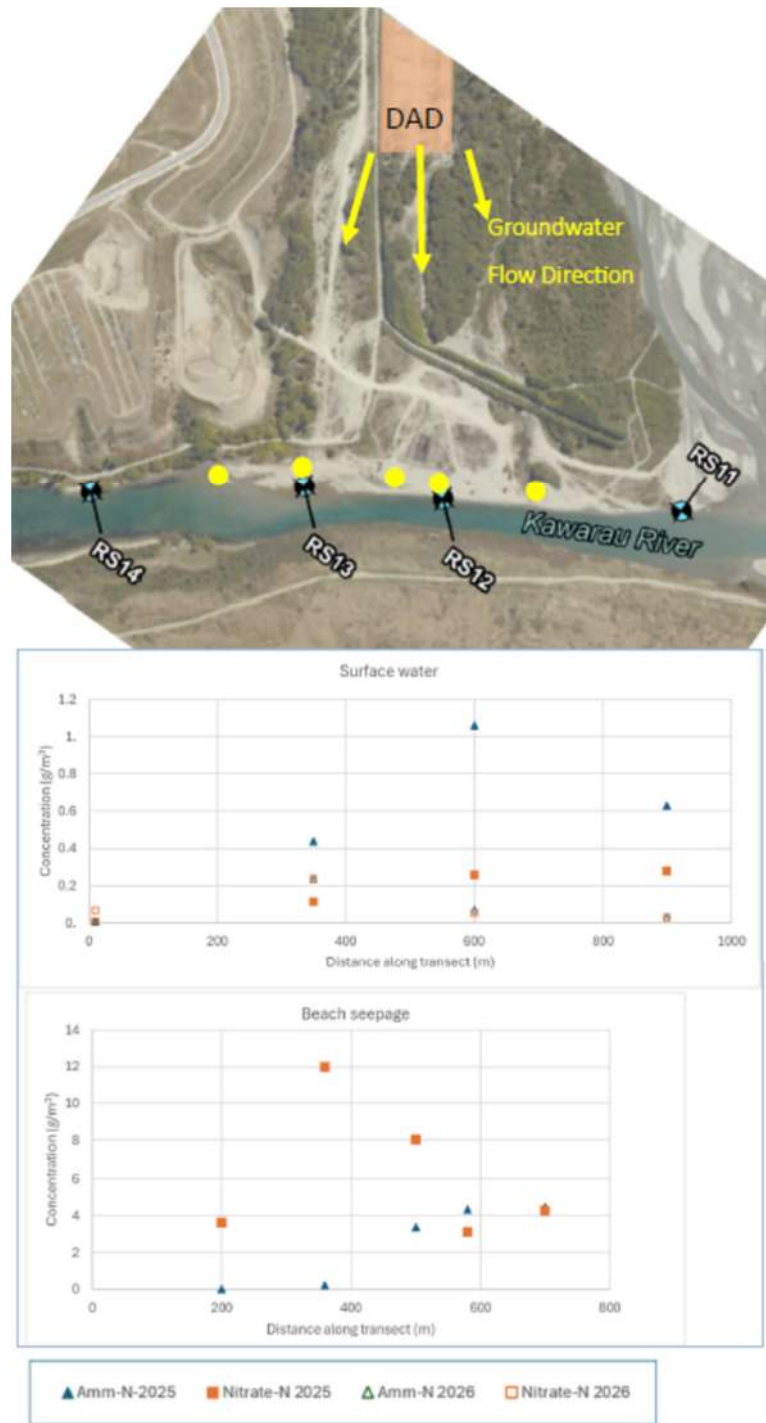 DAD
Groundwater
Flow Direction
RS11
RS14
RS13
RS12
Kawarau River
Surface water
1.2
1.
0.8
0.6
0.4
0.2
0.
Concentration (g/m³)
0 200 400 600 800 1000
Distance along transect (m)
Beach seepage
14
12
10
8
6
4
2
0
Concentration (g/m³)
0 200 400 600 800
Distance along transect (m)
Amm-N-2025 Nitrate-N 2025 Amm-N 2026 Nitrate-N 2026